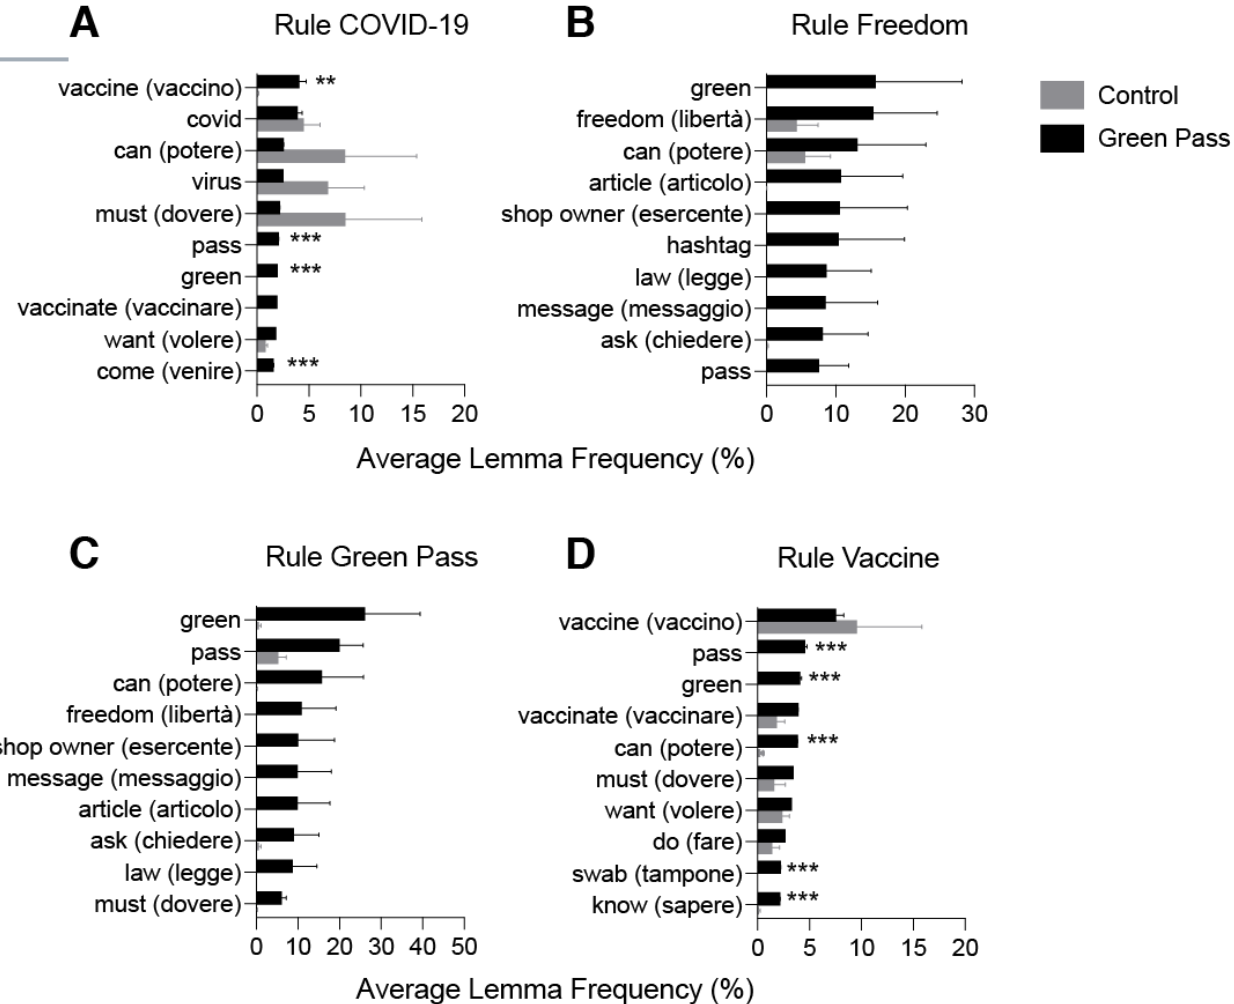 A
Rule COVID-19
vaccine (vaccino)
**
covid
can (potere)
virus
must (dovere)
pass
***
green
***
vaccinate (vaccinare)
want (volere)
come (venire)
***
0 5 10 15 20
B
Rule Freedom
green
freedom (libertà)
can (potere)
article (articolo)
shop owner (esercente)
hashtag
law (legge)
message (messaggio)
ask (chiedere)
pass
0 10 20 30
Control
Green Pass
Average Lemma Frequency (%)
C
Rule Green Pass
green
pass
can (potere)
freedom (libertà)
shop owner (esercente)
message (messaggio)
article (articolo)
ask (chiedere)
law (legge)
must (dovere)
0 10 20 30 40 50
D
Rule Vaccine
vaccine (vaccino)
pass
***
green
***
vaccinate (vaccinare)
can (potere)
***
must (dovere)
want (volere)
do (fare)
swab (tampone)
***
know (sapere)
***
0 5 10 15 20
Average Lemma Frequency (%)